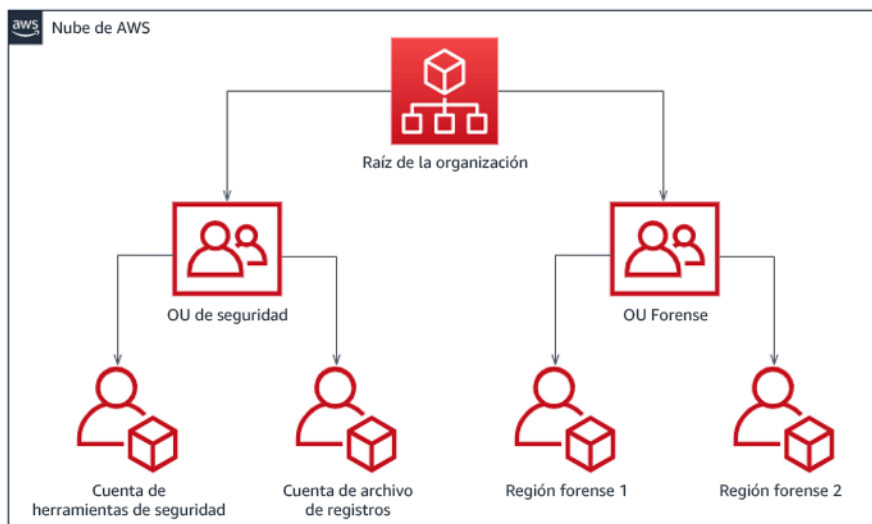 aws
Nube de AWS
Raíz de la organización
OU de seguridad
OU Forense
Cuenta de
herramientas de seguridad
Cuenta de archivo
de registros
Región forense 1
Región forense 2